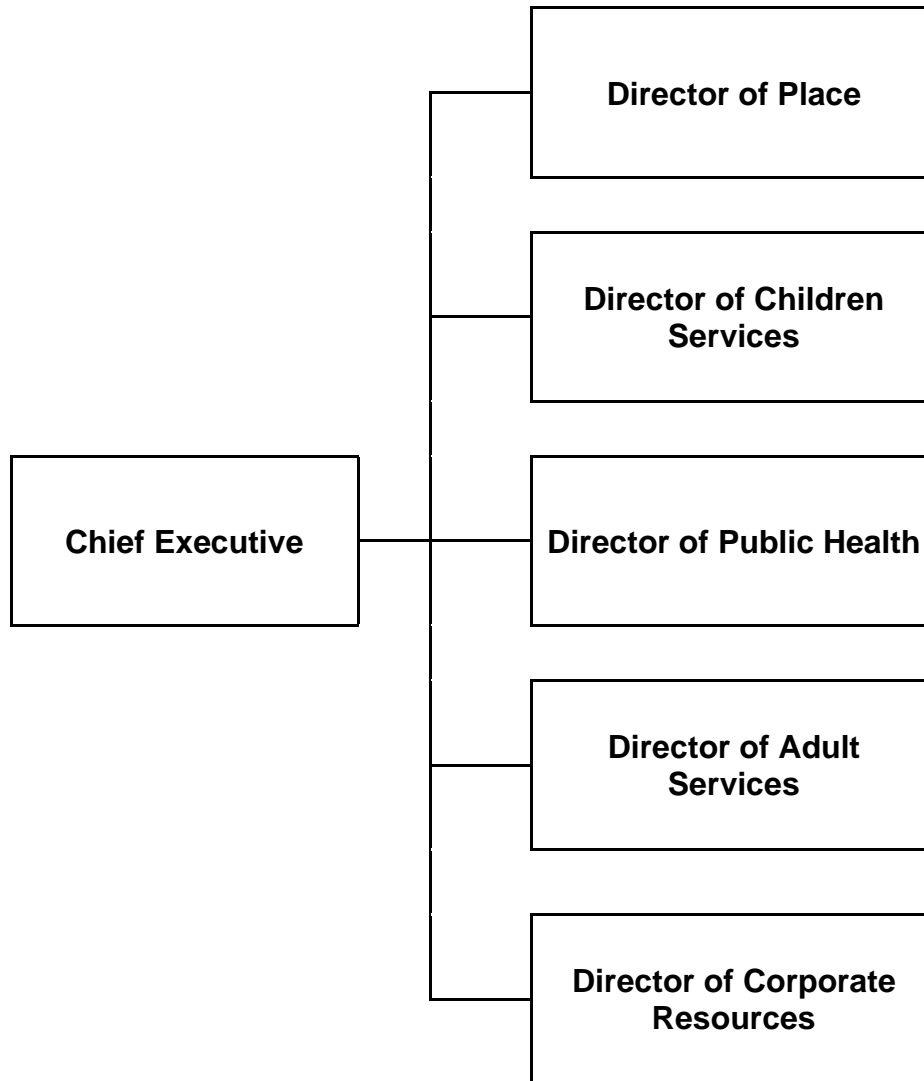 Director of Place
Director of Children
Services
Chief Executive
Director of Public Health
Director of Adult
Services
Director of Corporate
Resources